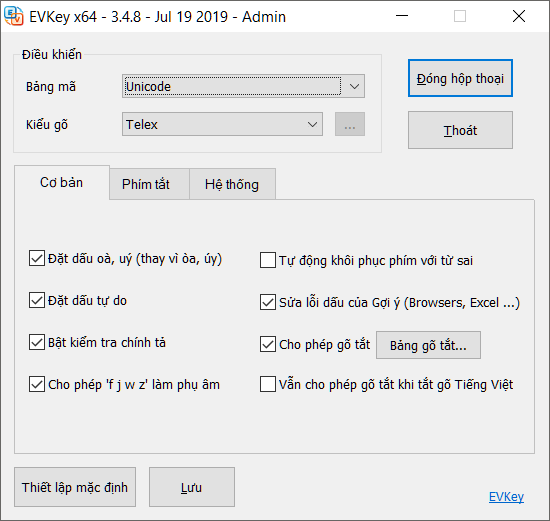 EVKey x64 - 3.4.8 - Jul 19 2019 - Admin
Điều khiển
Bảng mã
Unicode
Đóng hộp thoại
Kiểu gõ
Telex
...
Thoát
Cơ bản
Phím tắt
Hệ thống
Đặt dấu oà, uý (thay vì òa, úy)
Tự động khôi phục phím với từ sai
Đặt dấu tự do
Sửa lỗi dấu của Gợi ý (Browsers, Excel ...)
Bật kiểm tra chính tả
Cho phép gõ tắt
Bảng gõ tắt...
Cho phép 'f j w z' làm phụ âm
Vẫn cho phép gõ tắt khi tắt gõ Tiếng Việt
Thiết lập mặc định
Lưu
EVKey